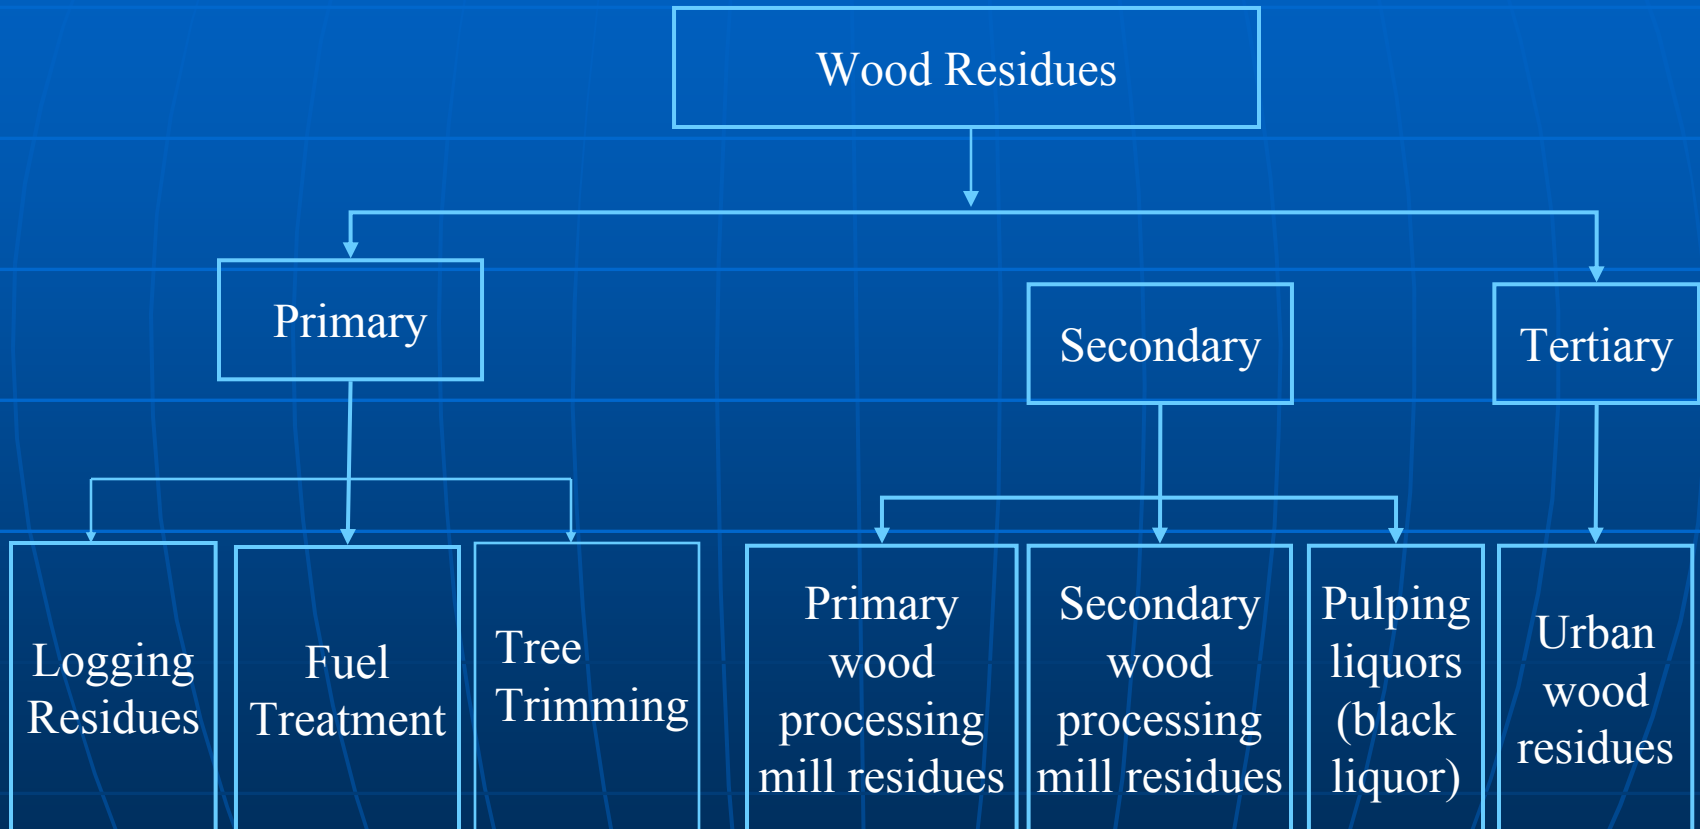 Wood Residues
Primary
Secondary
Tertiary
Logging
Residues
Fuel
Treatment
Tree
Trimming
Primary
wood
processing
mill residues
Secondary
wood
processing
mill residues
Pulping
liquors
(black
liquor)
Urban
wood
residues